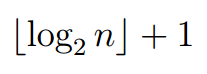 ⌊log₂ n⌋ + 1